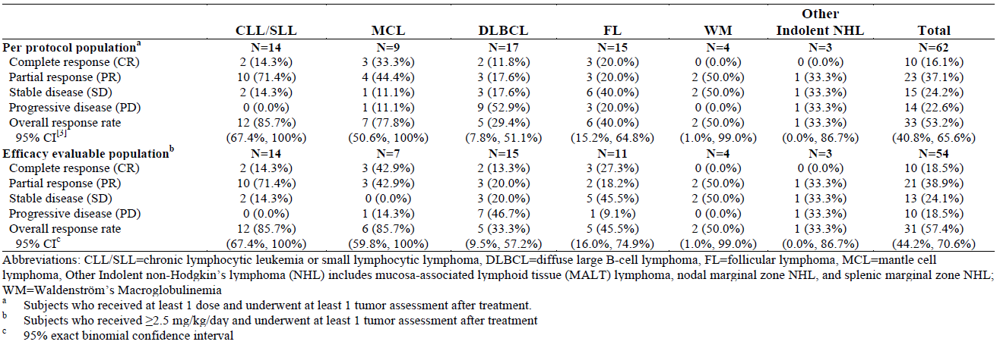 Other
CLL/SLL MCL DLBCL FL WM Indolent NHL Total
Per protocol populationᵃ N=14 N=9 N=17 N=15 N=4 N=3 N=62
Complete response (CR) 2 (14.3%) 3 (33.3%) 2 (11.8%) 3 (20.0%) 0 (0.0%) 0 (0.0%) 10 (16.1%)
Partial response (PR) 10 (71.4%) 4 (44.4%) 3 (17.6%) 3 (20.0%) 2 (50.0%) 1 (33.3%) 23 (37.1%)
Stable disease (SD) 2 (14.3%) 1 (11.1%) 3 (17.6%) 6 (40.0%) 2 (50.0%) 1 (33.3%) 15 (24.2%)
Progressive disease (PD) 0 (0.0%) 1 (11.1%) 9 (52.9%) 3 (20.0%) 0 (0.0%) 1 (33.3%) 14 (22.6%)
Overall response rate 12 (85.7%) 7 (77.8%) 5 (29.4%) 6 (40.0%) 2 (50.0%) 1 (33.3%) 33 (53.2%)
95% CI[3] (67.4%, 100%) (50.6%, 100%) (7.8%, 51.1%) (15.2%, 64.8%) (1.0%, 99.0%) (0.0%, 86.7%) (40.8%, 65.6%)
Efficacy evaluable populationᵇ N=14 N=7 N=15 N=11 N=4 N=3 N=54
Complete response (CR) 2 (14.3%) 3 (42.9%) 2 (13.3%) 3 (27.3%) 0 (0.0%) 0 (0.0%) 10 (18.5%)
Partial response (PR) 10 (71.4%) 3 (42.9%) 3 (20.0%) 2 (18.2%) 2 (50.0%) 1 (33.3%) 21 (38.9%)
Stable disease (SD) 2 (14.3%) 0 (0.0%) 3 (20.0%) 5 (45.5%) 2 (50.0%) 1 (33.3%) 13 (24.1%)
Progressive disease (PD) 0 (0.0%) 1 (14.3%) 7 (46.7%) 1 (9.1%) 0 (0.0%) 1 (33.3%) 10 (18.5%)
Overall response rate 12 (85.7%) 6 (85.7%) 5 (33.3%) 5 (45.5%) 2 (50.0%) 1 (33.3%) 31 (57.4%)
95% CIᶜ (67.4%, 100%) (59.8%, 100%) (9.5%, 57.2%) (16.0%, 74.9%) (1.0%, 99.0%) (0.0%, 86.7%) (44.2%, 70.6%)
Abbreviations: CLL/SLL=chronic lymphocytic leukemia or small lymphocytic lymphoma, DLBCL=diffuse large B-cell lymphoma, FL=follicular lymphoma, MCL=mantle cell
lymphoma, Other Indolent non-Hodgkin’s lymphoma (NHL) includes mucosa-associated lymphoid tissue (MALT) lymphoma, nodal marginal zone NHL, and splenic marginal zone NHL;
WM=Waldenström’s Macroglobulinemia
a Subjects who received at least 1 dose and underwent at least 1 tumor assessment after treatment.
b Subjects who received ≥2.5 mg/kg/day and underwent at least 1 tumor assessment after treatment
c 95% exact binomial confidence interval